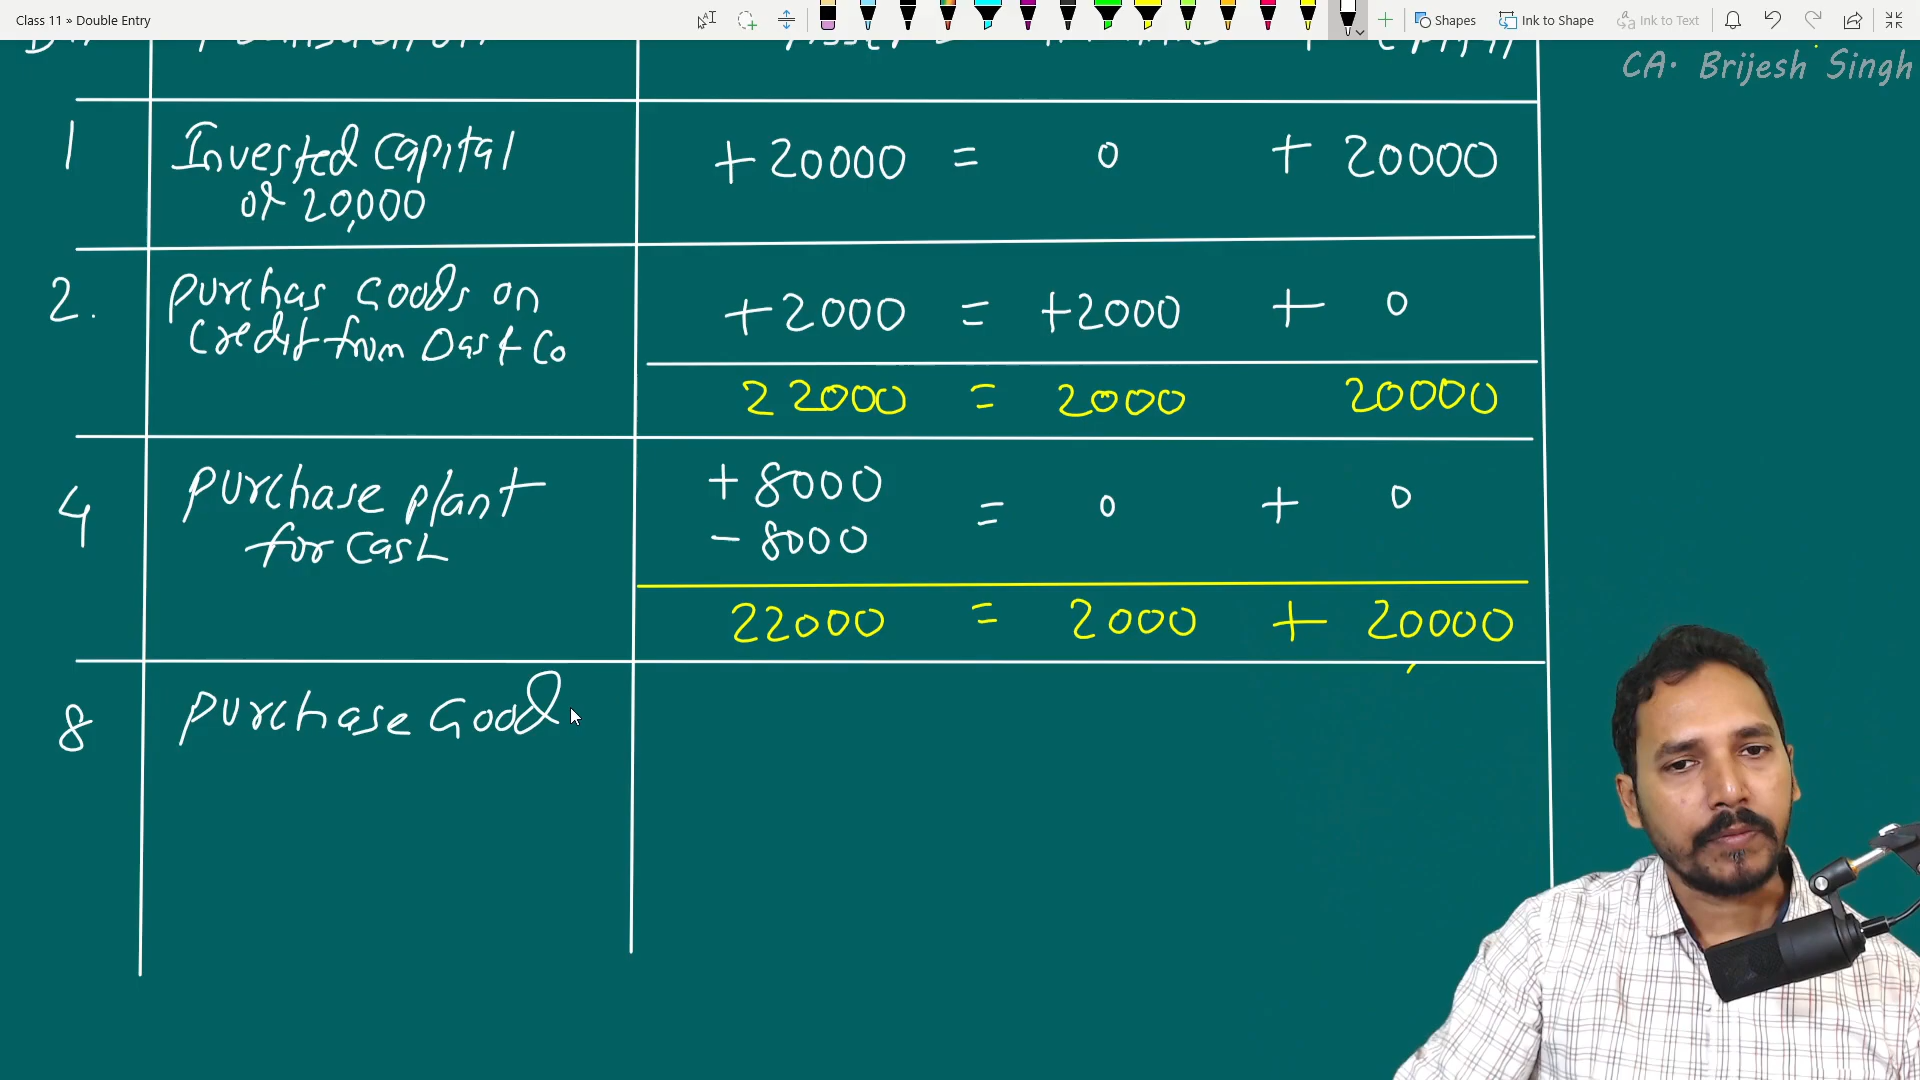 Class 11 » Double Entry
Shapes
Ink to Shape
Ink to Text
CA. Brijesh Singh
1
Invested Capital
of 20,000
+20000 = 0 + 20000
2.
Purchas Goods on
Credit from Das & Co
+2000 = +2000 + 0
22000 = 2000 20000
4
Purchase plant
for Cash
+ 8000
- 8000
= 0 + 0
22000 = 2000 + 20000
8
Purchase Good